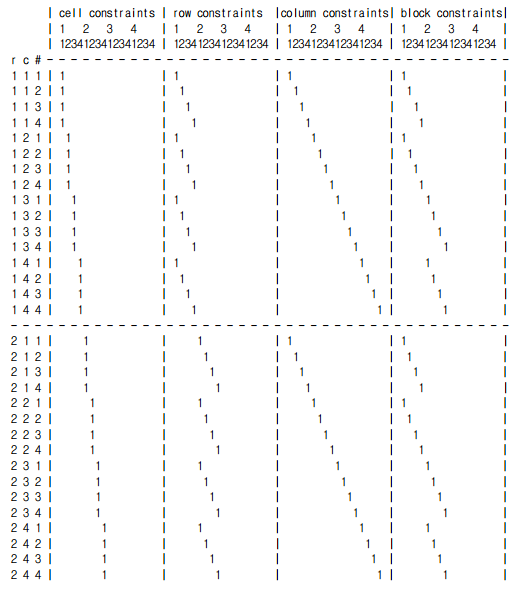 | cell constraints | row constraints |column constraints| block constraints|
| 1 2 3 4 | 1 2 3 4 | 1 2 3 4 | 1 2 3 4 |
| 1234123412341234 | 1234123412341234 | 1234123412341234 | 1234123412341234 |
r c # | - - - - - - - - - - - - - - - - - - - - - - - - - - - - - - - - - - - - - -
1 1 1 | 1 | 1 | 1 | 1 |
1 1 2 | 1 | 1 | 1 | 1 |
1 1 3 | 1 | 1 | 1 | 1 |
1 1 4 | 1 | 1 | 1 | 1 |
1 2 1 | 1 | 1 | 1 | 1 |
1 2 2 | 1 | 1 | 1 | 1 |
1 2 3 | 1 | 1 | 1 | 1 |
1 2 4 | 1 | 1 | 1 | 1 |
1 3 1 | 1 | 1 | 1 | 1 |
1 3 2 | 1 | 1 | 1 | 1 |
1 3 3 | 1 | 1 | 1 | 1 |
1 3 4 | 1 | 1 | 1 | 1 |
1 4 1 | 1 | 1 | 1 | 1 |
1 4 2 | 1 | 1 | 1 | 1 |
1 4 3 | 1 | 1 | 1 | 1 |
1 4 4 | 1 | 1 | 1 | 1 |
- - - - - - - - - - - - - - - - - - - - - - - - - - - - - - - - - - - - - - - - - -
2 1 1 | 1 | 1 | 1 | 1 |
2 1 2 | 1 | 1 | 1 | 1 |
2 1 3 | 1 | 1 | 1 | 1 |
2 1 4 | 1 | 1 | 1 | 1 |
2 2 1 | 1 | 1 | 1 | 1 |
2 2 2 | 1 | 1 | 1 | 1 |
2 2 3 | 1 | 1 | 1 | 1 |
2 2 4 | 1 | 1 | 1 | 1 |
2 3 1 | 1 | 1 | 1 | 1 |
2 3 2 | 1 | 1 | 1 | 1 |
2 3 3 | 1 | 1 | 1 | 1 |
2 3 4 | 1 | 1 | 1 | 1 |
2 4 1 | 1 | 1 | 1 | 1 |
2 4 2 | 1 | 1 | 1 | 1 |
2 4 3 | 1 | 1 | 1 | 1 |
2 4 4 | 1 | 1 | 1 | 1 |